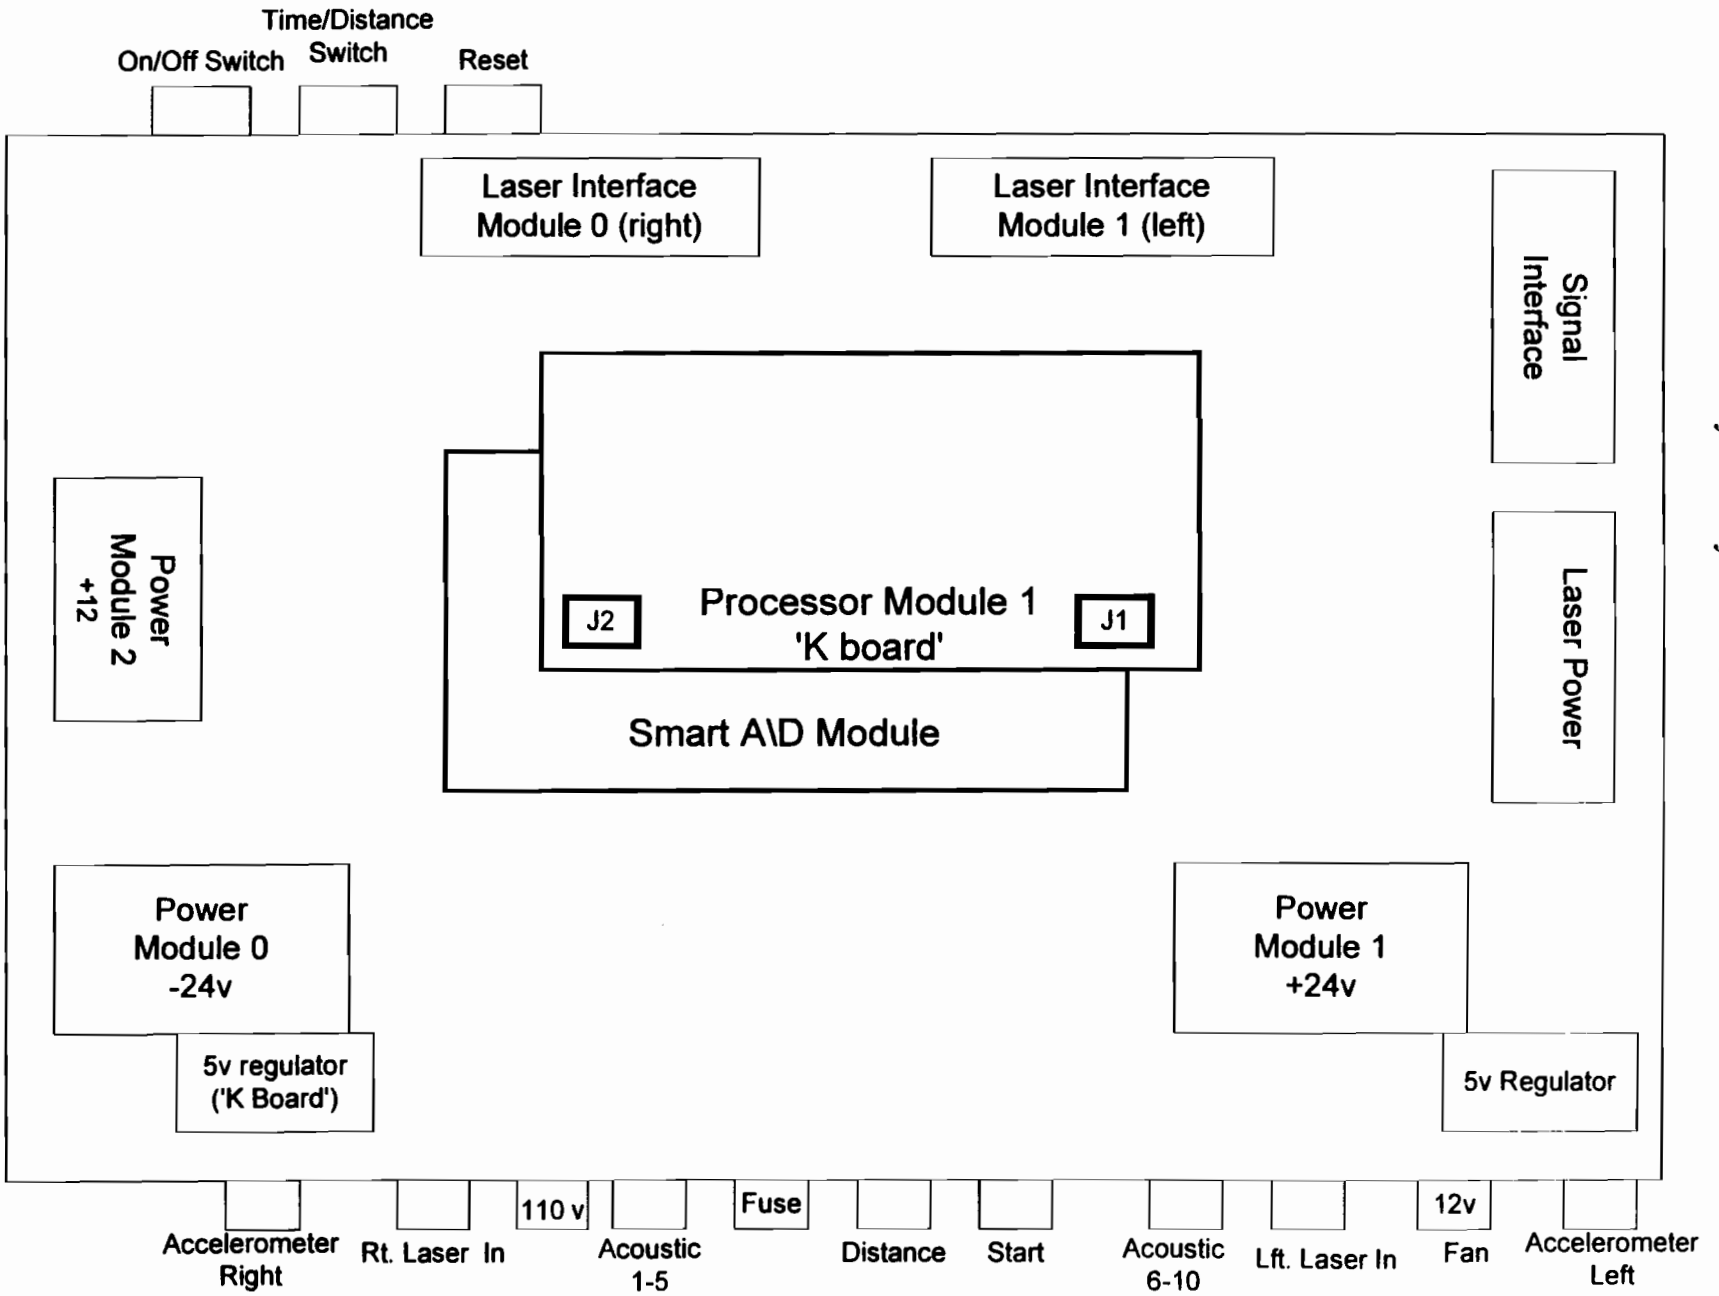 Time/Distance
Switch
On/Off Switch
Reset
Laser Interface
Module 0 (right)
Laser Interface
Module 1 (left)
Signal
Interface
Power
Module 2
+12
Processor Module 1
'K board'
J2
J1
Laser Power
Smart A\D Module
Power
Module 0
-24v
Power
Module 1
+24v
5v regulator
('K Board')
5v Regulator
110 v
Fuse
12v
Accelerometer
Right
Rt. Laser In
Acoustic
1-5
Distance
Start
Acoustic
6-10
Lft. Laser In
Fan
Accelerometer
Left